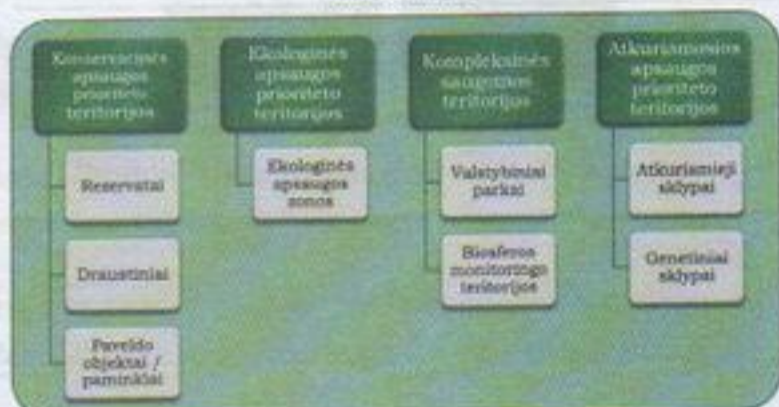 Konservacinės
apsaugos
prioriteto
teritorijos
Rezervatai
Draustiniai
Paveldo
objektai /
paminklai
Ekologinės
apsaugos
prioriteto
teritorijos
Ekologinės
apsaugos
zonos
Kompleksinės
saugomos
teritorijos
Valstybiniai
parkai
Biosferos
monitoringo
teritorijos
Atkuriamosios
apsaugos
prioriteto
teritorijos
Atkuriamieji
sklypai
Genetiniai
sklypai